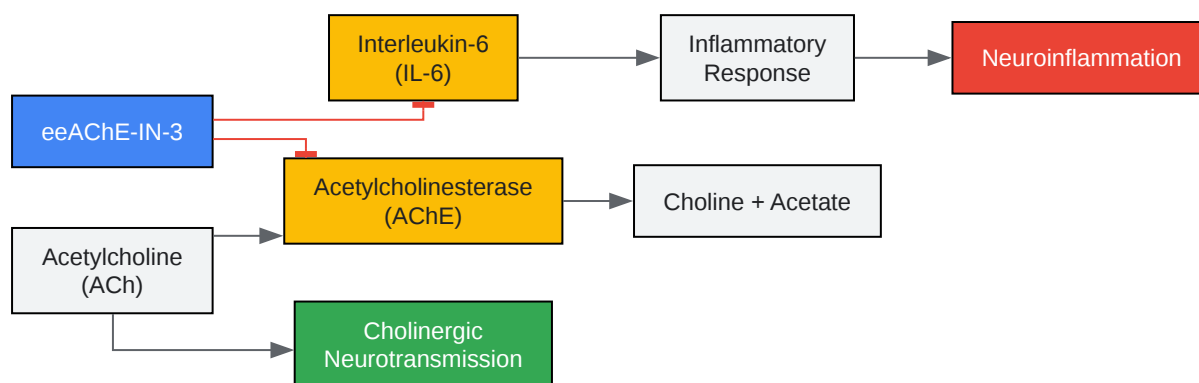 Interleukin-6
(IL-6)
Inflammatory
Response
Neuroinflammation
eeAChE-IN-3
Acetylcholinesterase
(AChE)
Choline + Acetate
Acetylcholine
(ACh)
Cholinergic
Neurotransmission